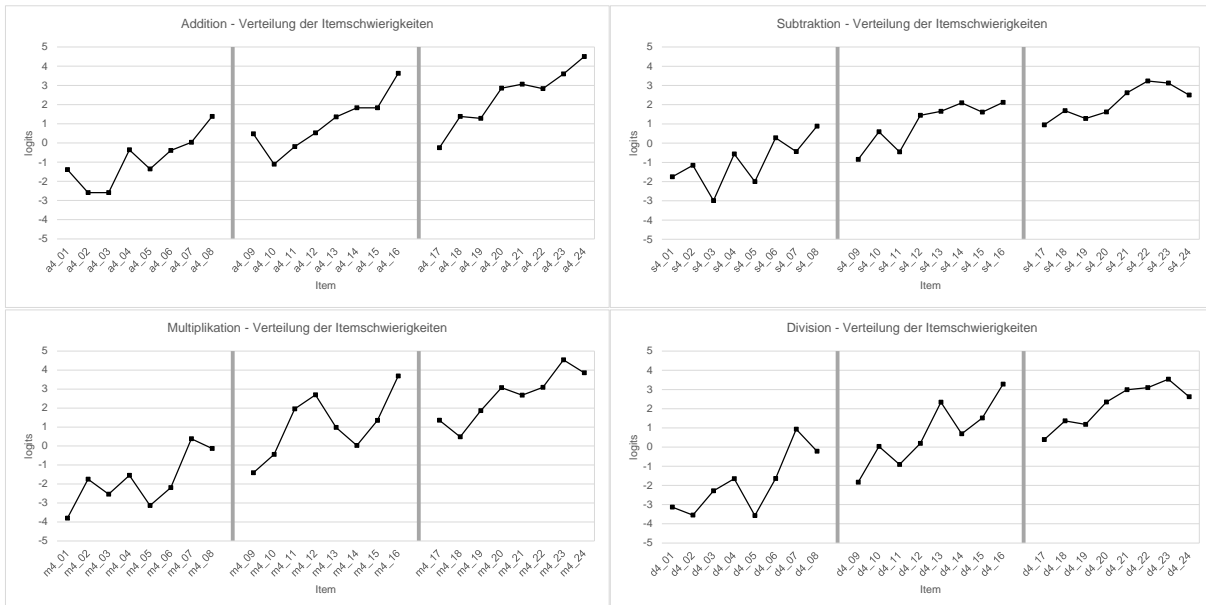 Addition - Verteilung der Itemschwierigkeiten
5
4
3
2
1
0
-1
-2
-3
-4
-5
logits
a4_01
a4_02
a4_03
a4_04
a4_05
a4_06
a4_07
a4_08
a4_09
a4_10
a4_11
a4_12
a4_13
a4_14
a4_15
a4_16
a4_17
a4_18
a4_19
a4_20
a4_21
a4_22
a4_23
a4_24
Item
Subtraktion - Verteilung der Itemschwierigkeiten
5
4
3
2
1
0
-1
-2
-3
-4
-5
logits
s4_01
s4_02
s4_03
s4_04
s4_05
s4_06
s4_07
s4_08
s4_09
s4_10
s4_11
s4_12
s4_13
s4_14
s4_15
s4_16
s4_17
s4_18
s4_19
s4_20
s4_21
s4_22
s4_23
s4_24
Item
Multiplikation - Verteilung der Itemschwierigkeiten
5
4
3
2
1
0
-1
-2
-3
-4
-5
logits
m4_01
m4_02
m4_03
m4_04
m4_05
m4_06
m4_07
m4_08
m4_09
m4_10
m4_11
m4_12
m4_13
m4_14
m4_15
m4_16
m4_17
m4_18
m4_19
m4_20
m4_21
m4_22
m4_23
m4_24
Item
Division - Verteilung der Itemschwierigkeiten
5
4
3
2
1
0
-1
-2
-3
-4
-5
logits
d4_01
d4_02
d4_03
d4_04
d4_05
d4_06
d4_07
d4_08
d4_09
d4_10
d4_11
d4_12
d4_13
d4_14
d4_15
d4_16
d4_17
d4_18
d4_19
d4_20
d4_21
d4_22
d4_23
d4_24
Item